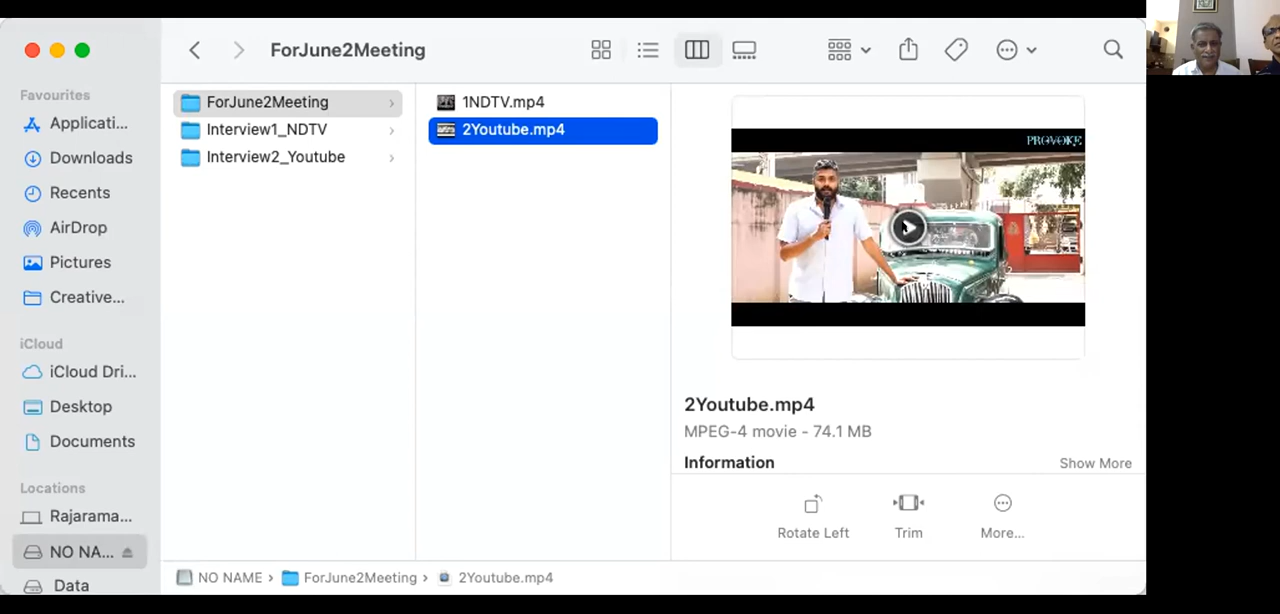 ForJune2Meeting
Favourites
Applicati...
Downloads
Recents
AirDrop
Pictures
Creative...
iCloud
iCloud Dri...
Desktop
Documents
Locations
Rajarama...
NO NA...
Data
ForJune2Meeting
Interview1_NDTV
Interview2_Youtube
1NDTV.mp4
2Youtube.mp4
PROVOKE
2Youtube.mp4
MPEG-4 movie - 74.1 MB
Information Show More
Rotate Left Trim More...
NO NAME › ForJune2Meeting › 2Youtube.mp4